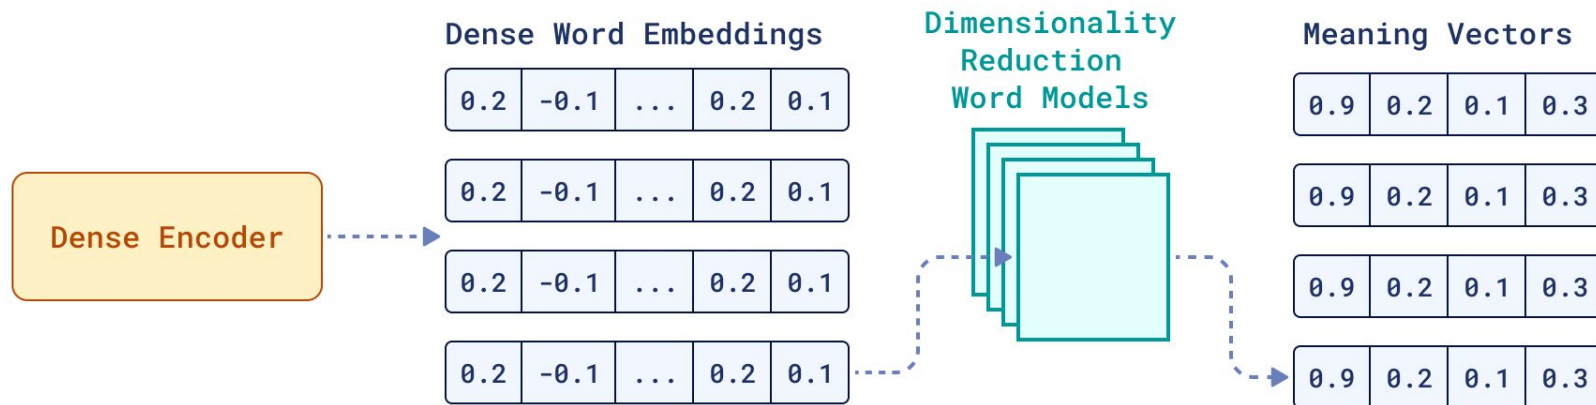 Dense Encoder
Dense Word Embeddings
0.2 -0.1 ... 0.2 0.1
0.2 -0.1 ... 0.2 0.1
0.2 -0.1 ... 0.2 0.1
0.2 -0.1 ... 0.2 0.1
Dimensionality
Reduction
Word Models
Meaning Vectors
0.9 0.2 0.1 0.3
0.9 0.2 0.1 0.3
0.9 0.2 0.1 0.3
0.9 0.2 0.1 0.3